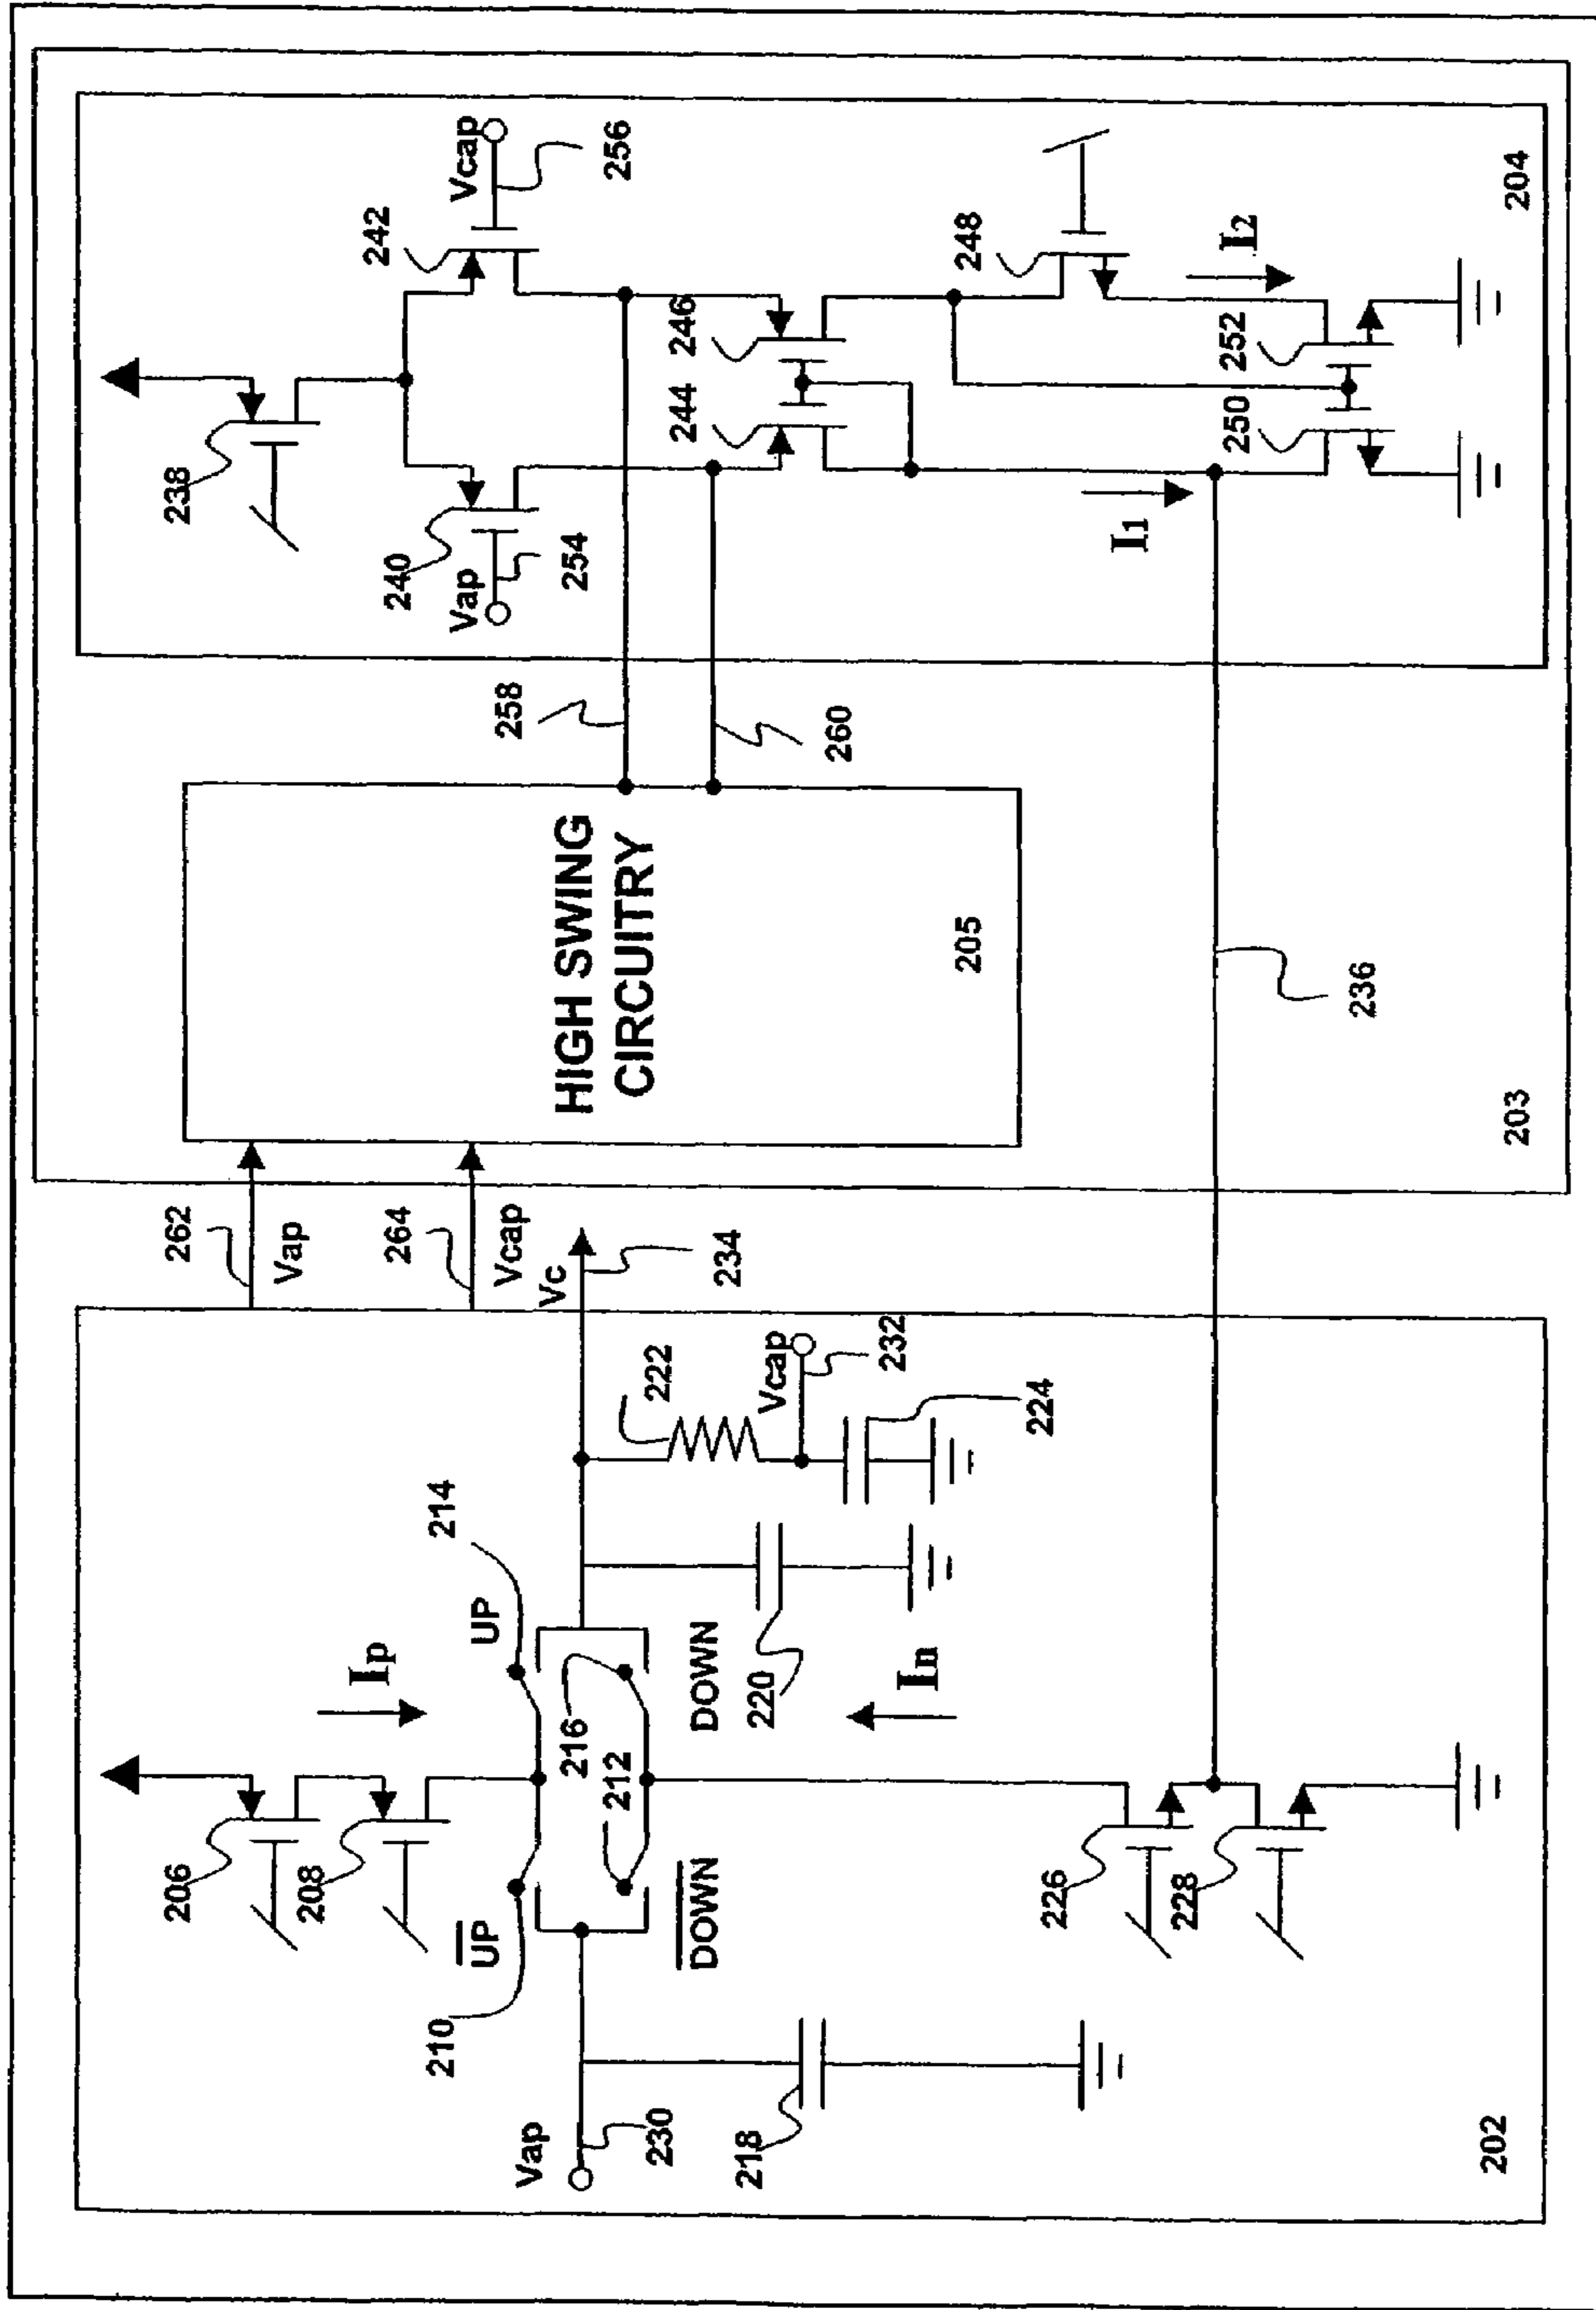 238
240
Vap
254
242
Vcap
256
244
246
248
I1
I2
250
252
204
258
260
HIGH SWING
CIRCUITRY
205
236
203
262
Vap
264
Vcap
Vc
234
206
208
Ip
UP
210
UP
214
216
212
DOWN
DOWN
220
In
222
Vcap
232
224
226
228
Vap
230
218
202